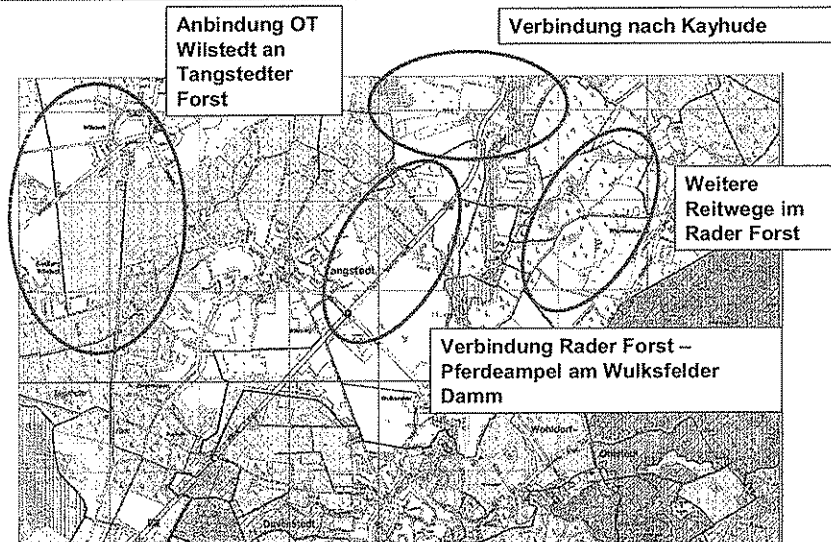 Anbindung OT
Wilstedt an
Tangstedter
Forst
Verbindung nach Kayhude
Weitere
Reitwege im
Rader Forst
Tangstedt
Verbindung Rader Forst –
Pferdeampel am Wulksfelder
Damm
Wohldorf-
Ohlstedt
Duvenstedt